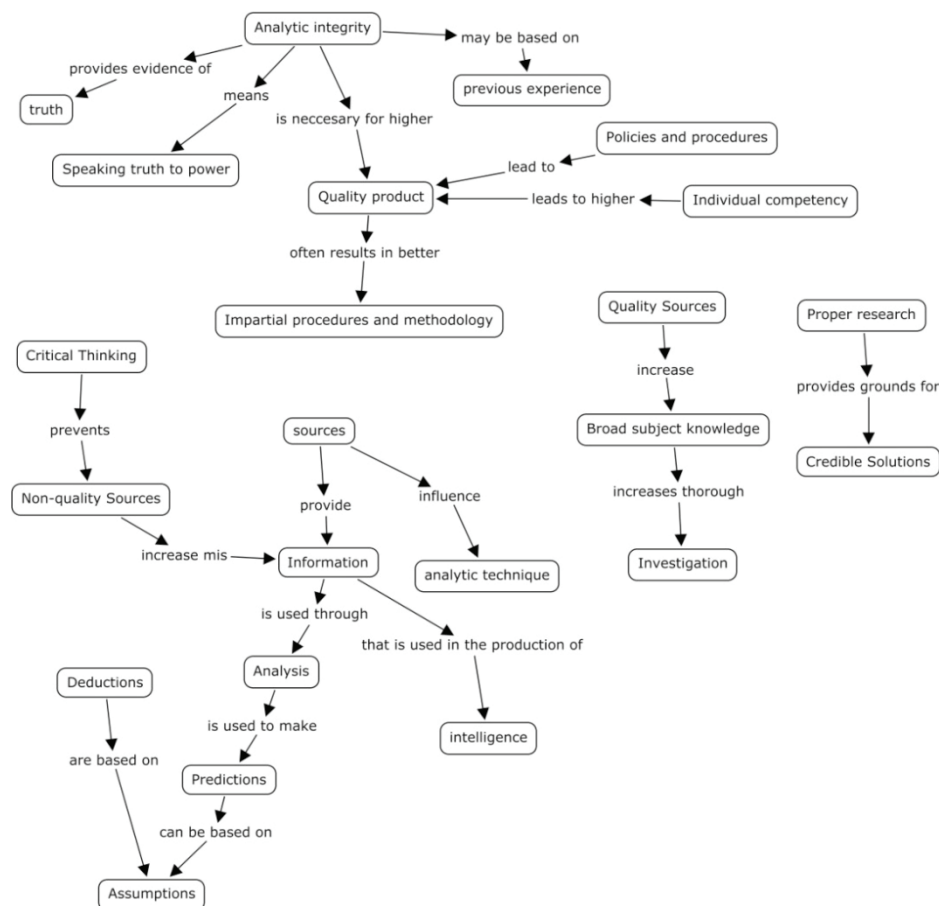 Analytic integrity
may be based on
provides evidence of
previous experience
means
truth
is neccesary for higher
Policies and procedures
Speaking truth to power
lead to
Quality product
leads to higher
Individual competency
often results in better
Impartial procedures and methodology
Quality Sources
Proper research
Critical Thinking
increase
provides grounds for
prevents
sources
Broad subject knowledge
Credible Solutions
Non-quality Sources
influence
increases thorough
provide
increase mis
Information
analytic technique
Investigation
is used through
that is used in the production of
Analysis
Deductions
is used to make
intelligence
are based on
Predictions
can be based on
Assumptions